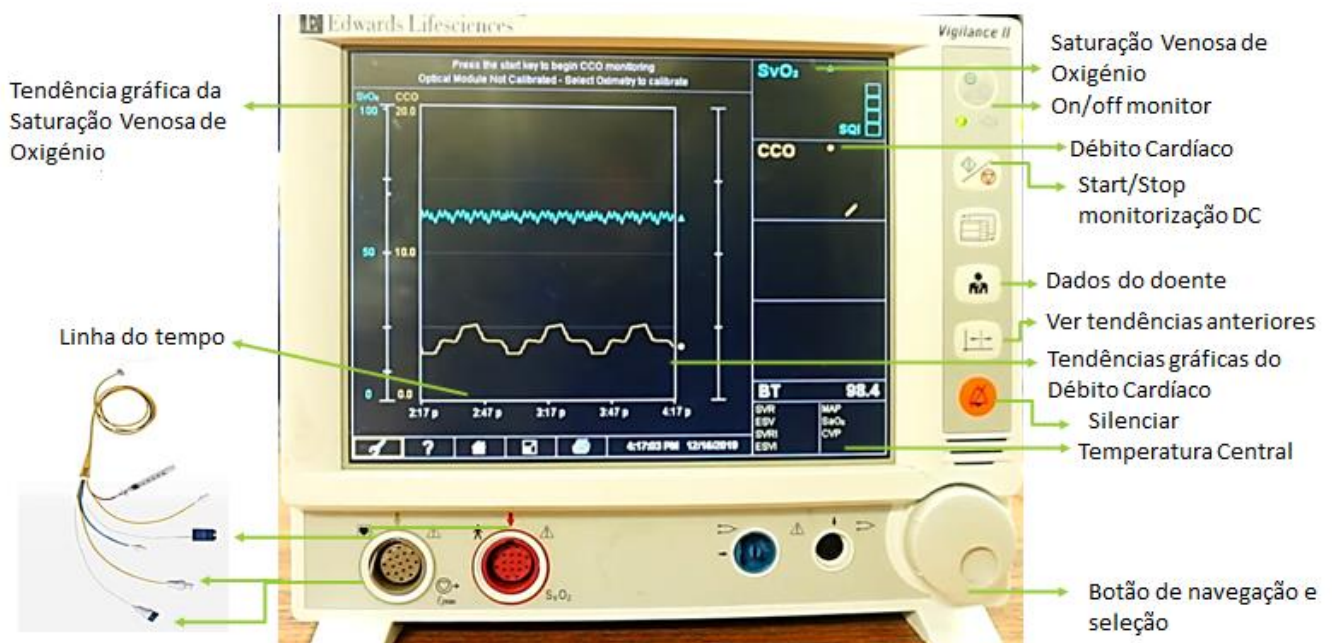 Edwards Lifesciences
Vigilance II
Press the start key to begin CCO monitoring
Optical Module Not Calibrated - Select Oximetry to calibrate
SvO₂ CCO
100 20.0
50 10.0
0 0.0
2:17 p 2:47 p 3:17 p 3:47 p 4:17 p
?
4:17:03 PM 12/16/2019
SvO₂
SQI
CCO
BT 98.4
SVR MAP
ESV SaO₂
SVRI CVP
ESVI
SvO₂
Tendência gráfica da
Saturação Venosa de
Oxigénio
Linha do tempo
Saturação Venosa de
Oxigénio
On/off monitor
Débito Cardíaco
Start/Stop
monitorização DC
Dados do doente
Ver tendências anteriores
Tendências gráficas do
Débito Cardíaco
Silenciar
Temperatura Central
Botão de navegação e
seleção